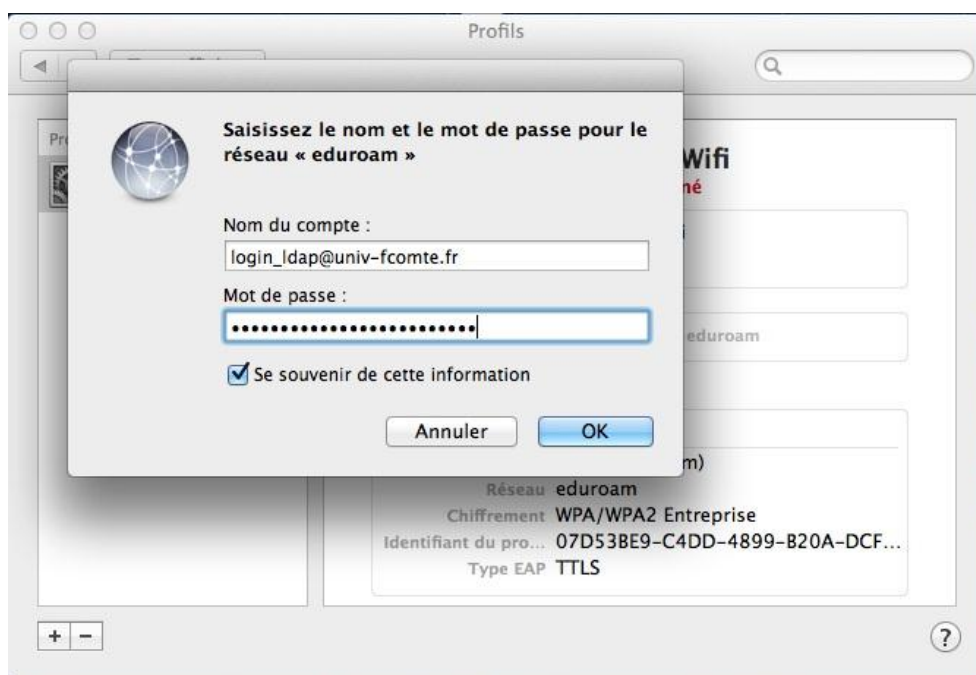 Profils
Saisissez le nom et le mot de passe pour le
réseau « eduroam »
Nom du compte :
login_ldap@univ-fcomte.fr
Mot de passe :
•••••••••••••••••••••••••
Se souvenir de cette information
Annuler
OK
Wifi
eduroam
Réseau eduroam
Chiffrement WPA/WPA2 Entreprise
Identifiant du pro... 07D53BE9-C4DD-4899-B20A-DCF...
Type EAP TTLS
+ −
?